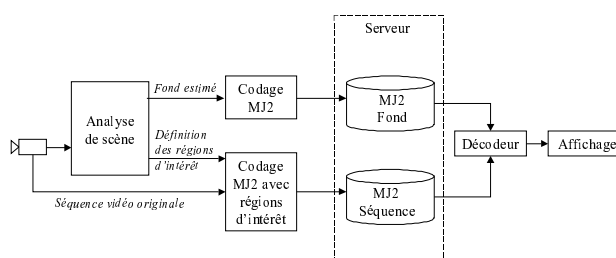 Serveur
Fond estimé
Codage
MJ2
MJ2
Fond
Analyse
de scène
Définition
des régions
d'intérêt
Décodeur
Affichage
Codage
MJ2 avec
régions
d'intérêt
MJ2
Séquence
Séquence vidéo originale